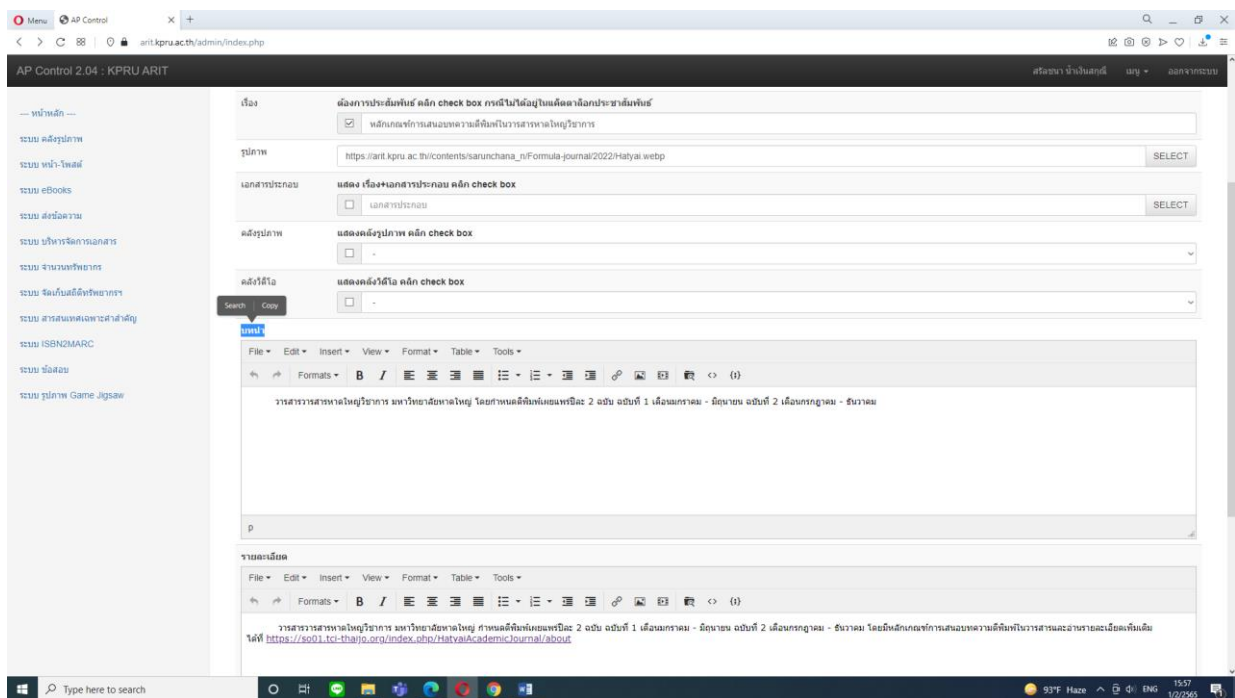 Menu AP Control
arit.kpru.ac.th/admin/index.php
AP Control 2.04 : KPRU ARIT สรัชชนา น้ำเงินสกุณี เมนู ออกจากระบบ
--- หน้าหลัก ---
ระบบ คลังรูปภาพ
ระบบ หน้า-โพสต์
ระบบ eBooks
ระบบ ส่งข้อความ
ระบบ บริหารจัดการเอกสาร
ระบบ จำนวนทรัพยากร
ระบบ จัดเก็บสถิติทรัพยากรฯ
ระบบ สารสนเทศเฉพาะสาสำคัญ
ระบบ ISBN2MARC
ระบบ ข้อสอบ
ระบบ รูปภาพ Game Jigsaw
เรื่อง ต้องการประสัมพันธ์ คลิก check box กรณีไม่ได้อยู่ในแค็ตตาล็อกประชาสัมพันธ์
หลักเกณฑ์การเสนอบทความตีพิมพ์ในวารสารหาดใหญ่วิชาการ
รูปภาพ https://arit.kpru.ac.th//contents/sarunchana_n/Formula-journal/2022/Hatyai.webp SELECT
เอกสารประกอบ แสดง เรื่อง+เอกสารประกอบ คลิก check box
เอกสารประกอบ SELECT
คลังรูปภาพ แสดงคลังรูปภาพ คลิก check box
-
คลังวิดีโอ แสดงคลังวิดีโอ คลิก check box
Search Copy -
บทนำ
File Edit Insert View Format Table Tools
Formats B I
วารสารวารสารหาดใหญ่วิชาการ มหาวิทยาลัยหาดใหญ่ โดยกำหนดตีพิมพ์เผยแพร่ปีละ 2 ฉบับ ฉบับที่ 1 เดือนมกราคม - มิถุนายน ฉบับที่ 2 เดือนกรกฎาคม - ธันวาคม
p
รายละเอียด
File Edit Insert View Format Table Tools
Formats B I
วารสารวารสารหาดใหญ่วิชาการ มหาวิทยาลัยหาดใหญ่ กำหนดตีพิมพ์เผยแพร่ปีละ 2 ฉบับ ฉบับที่ 1 เดือนมกราคม - มิถุนายน ฉบับที่ 2 เดือนกรกฎาคม - ธันวาคม โดยมีหลักเกณฑ์การเสนอบทความตีพิมพ์ในวารสารและอ่านรายละเอียดเพิ่มเติม
ได้ที่ https://so01.tci-thaijo.org/index.php/HatyaiAcademicJournal/about
Type here to search 93°F Haze ENG 15:57
1/2/2565